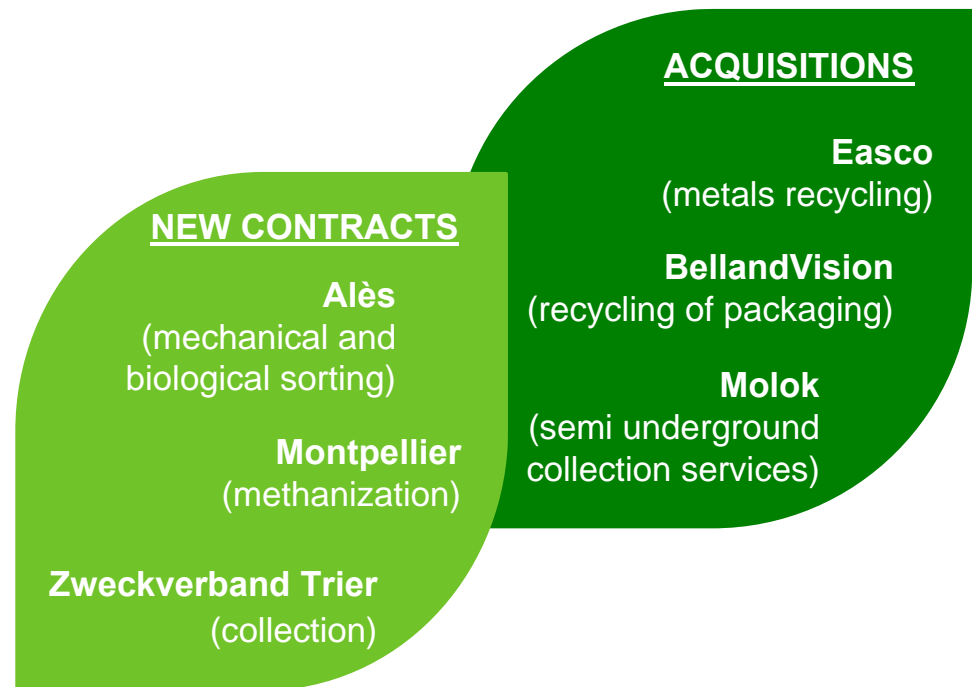 ACQUISITIONS
Easco
(metals recycling)
BellandVision
(recycling of packaging)
Molok
(semi underground
collection services)
NEW CONTRACTS
Alès
(mechanical and
biological sorting)
Montpellier
(methanization)
Zweckverband Trier
(collection)